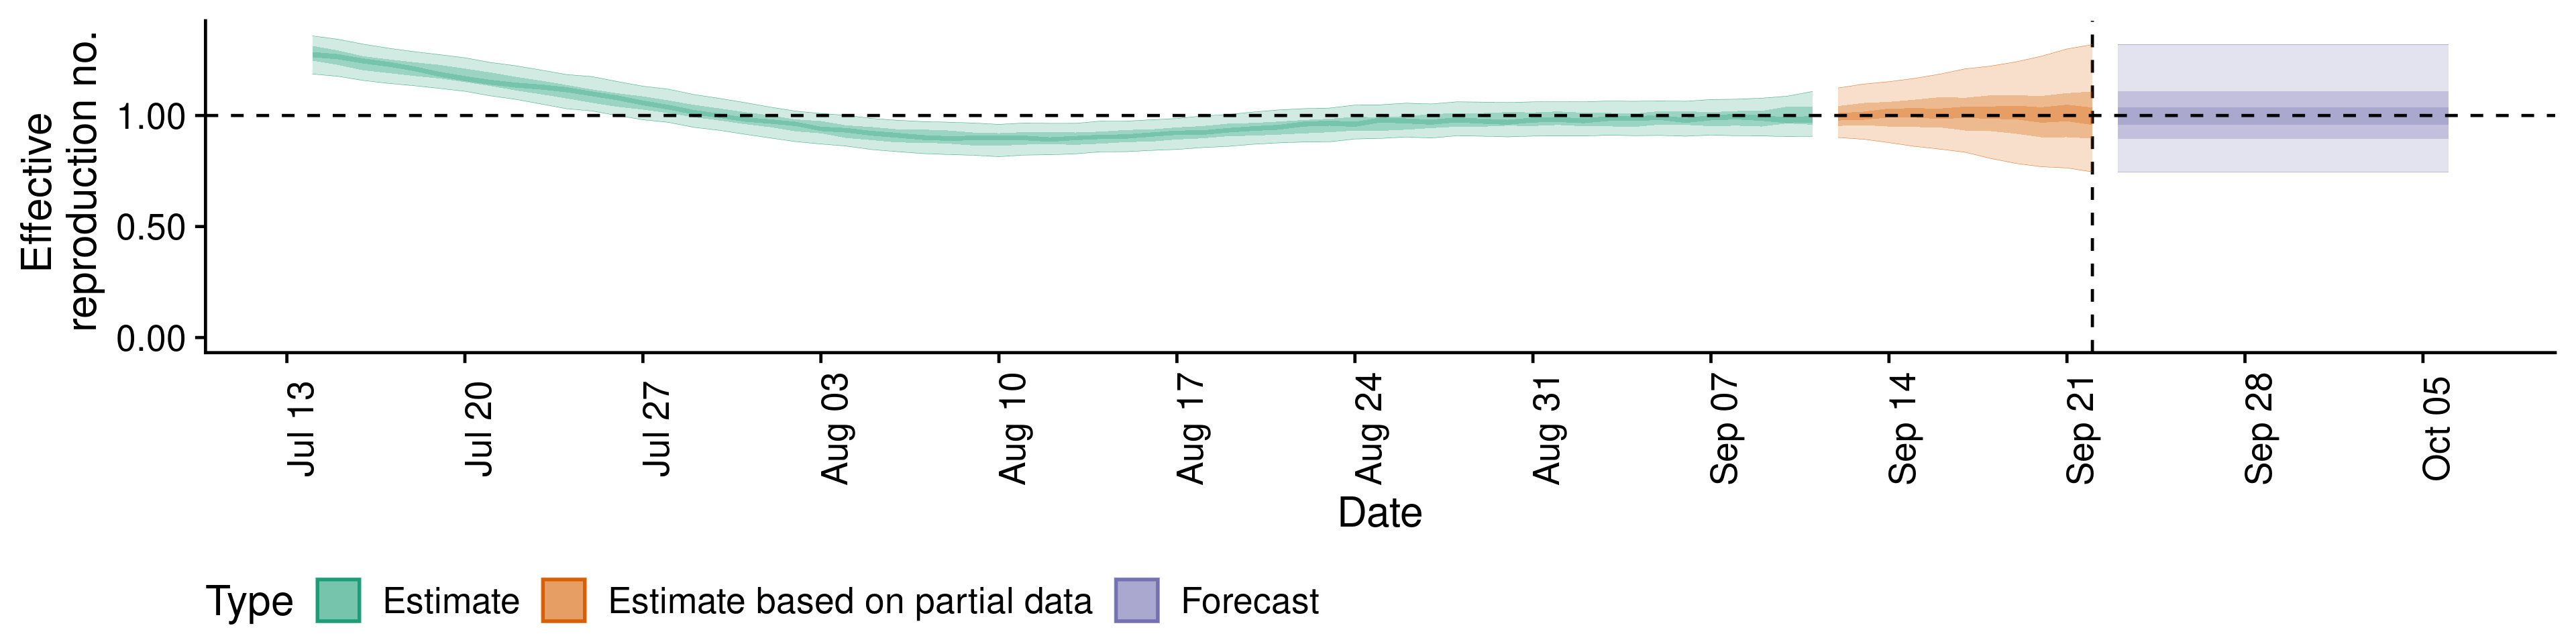 Effective
reproduction no.
1.00
0.50
0.00
Jul 13
Jul 20
Jul 27
Aug 03
Aug 10
Aug 17
Aug 24
Aug 31
Sep 07
Sep 14
Sep 21
Sep 28
Oct 05
Date
Type Estimate Estimate based on partial data Forecast